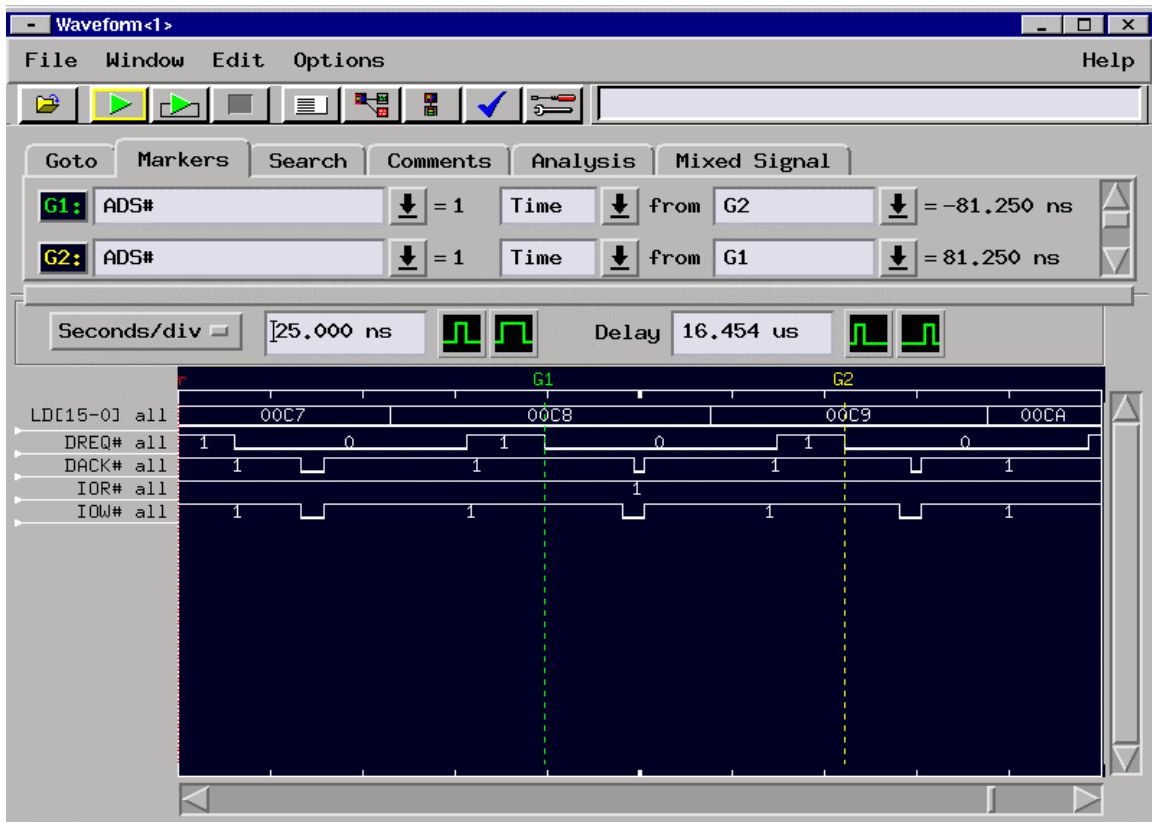 Waveform<1>
File Window Edit Options Help
Goto Markers Search Comments Analysis Mixed Signal
G1: ADS# = 1 Time from G2 = -81.250 ns
G2: ADS# = 1 Time from G1 = 81.250 ns
Seconds/div 25.000 ns Delay 16.454 us
r G1 G2
LD[15-0] all 00C7 00C8 00C9 00CA
DREQ# all 1 0 1 0 1 0
DACK# all 1 1 1 1
IOR# all 1
IOW# all 1 1 1 1